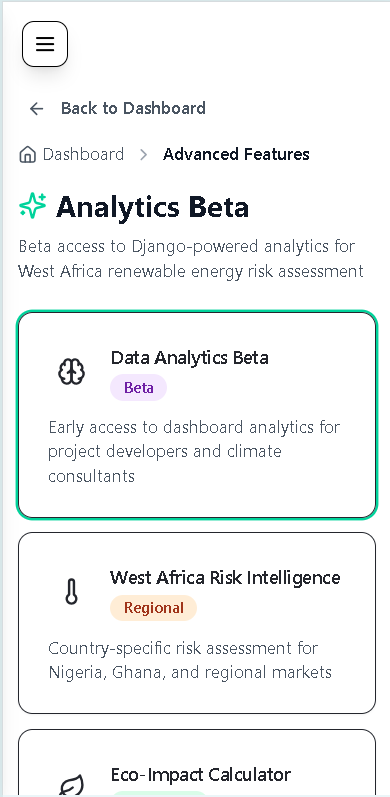 Back to Dashboard
Dashboard > Advanced Features
Analytics Beta
Beta access to Django-powered analytics for
West Africa renewable energy risk assessment
Data Analytics Beta
Beta
Early access to dashboard analytics for
project developers and climate
consultants
West Africa Risk Intelligence
Regional
Country-specific risk assessment for
Nigeria, Ghana, and regional markets
Eco-Impact Calculator